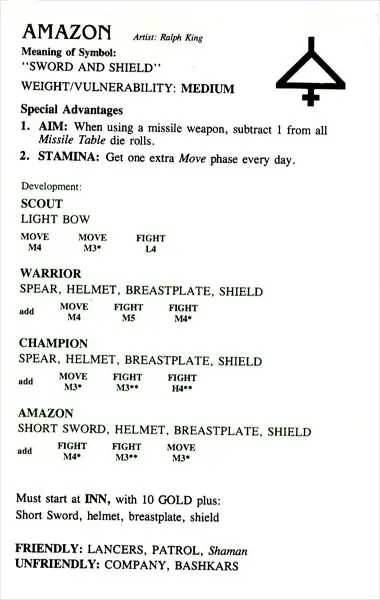 AMAZON Artist: Ralph King
Meaning of Symbol:
"SWORD AND SHIELD"
WEIGHT/VULNERABILITY: MEDIUM
Special Advantages
1. AIM: When using a missile weapon, subtract 1 from all
Missile Table die rolls.
2. STAMINA: Get one extra Move phase every day.
Development:
SCOUT
LIGHT BOW
MOVE MOVE FIGHT
M4 M3* L4
WARRIOR
SPEAR, HELMET, BREASTPLATE, SHIELD
add MOVE FIGHT FIGHT
M4 M5 M4*
CHAMPION
SPEAR, HELMET, BREASTPLATE, SHIELD
add MOVE FIGHT FIGHT
M3* M3** H4**
AMAZON
SHORT SWORD, HELMET, BREASTPLATE, SHIELD
add FIGHT FIGHT MOVE
M4* M3** M3*
Must start at INN, with 10 GOLD plus:
Short Sword, helmet, breastplate, shield
FRIENDLY: LANCERS, PATROL, Shaman
UNFRIENDLY: COMPANY, BASHKARS